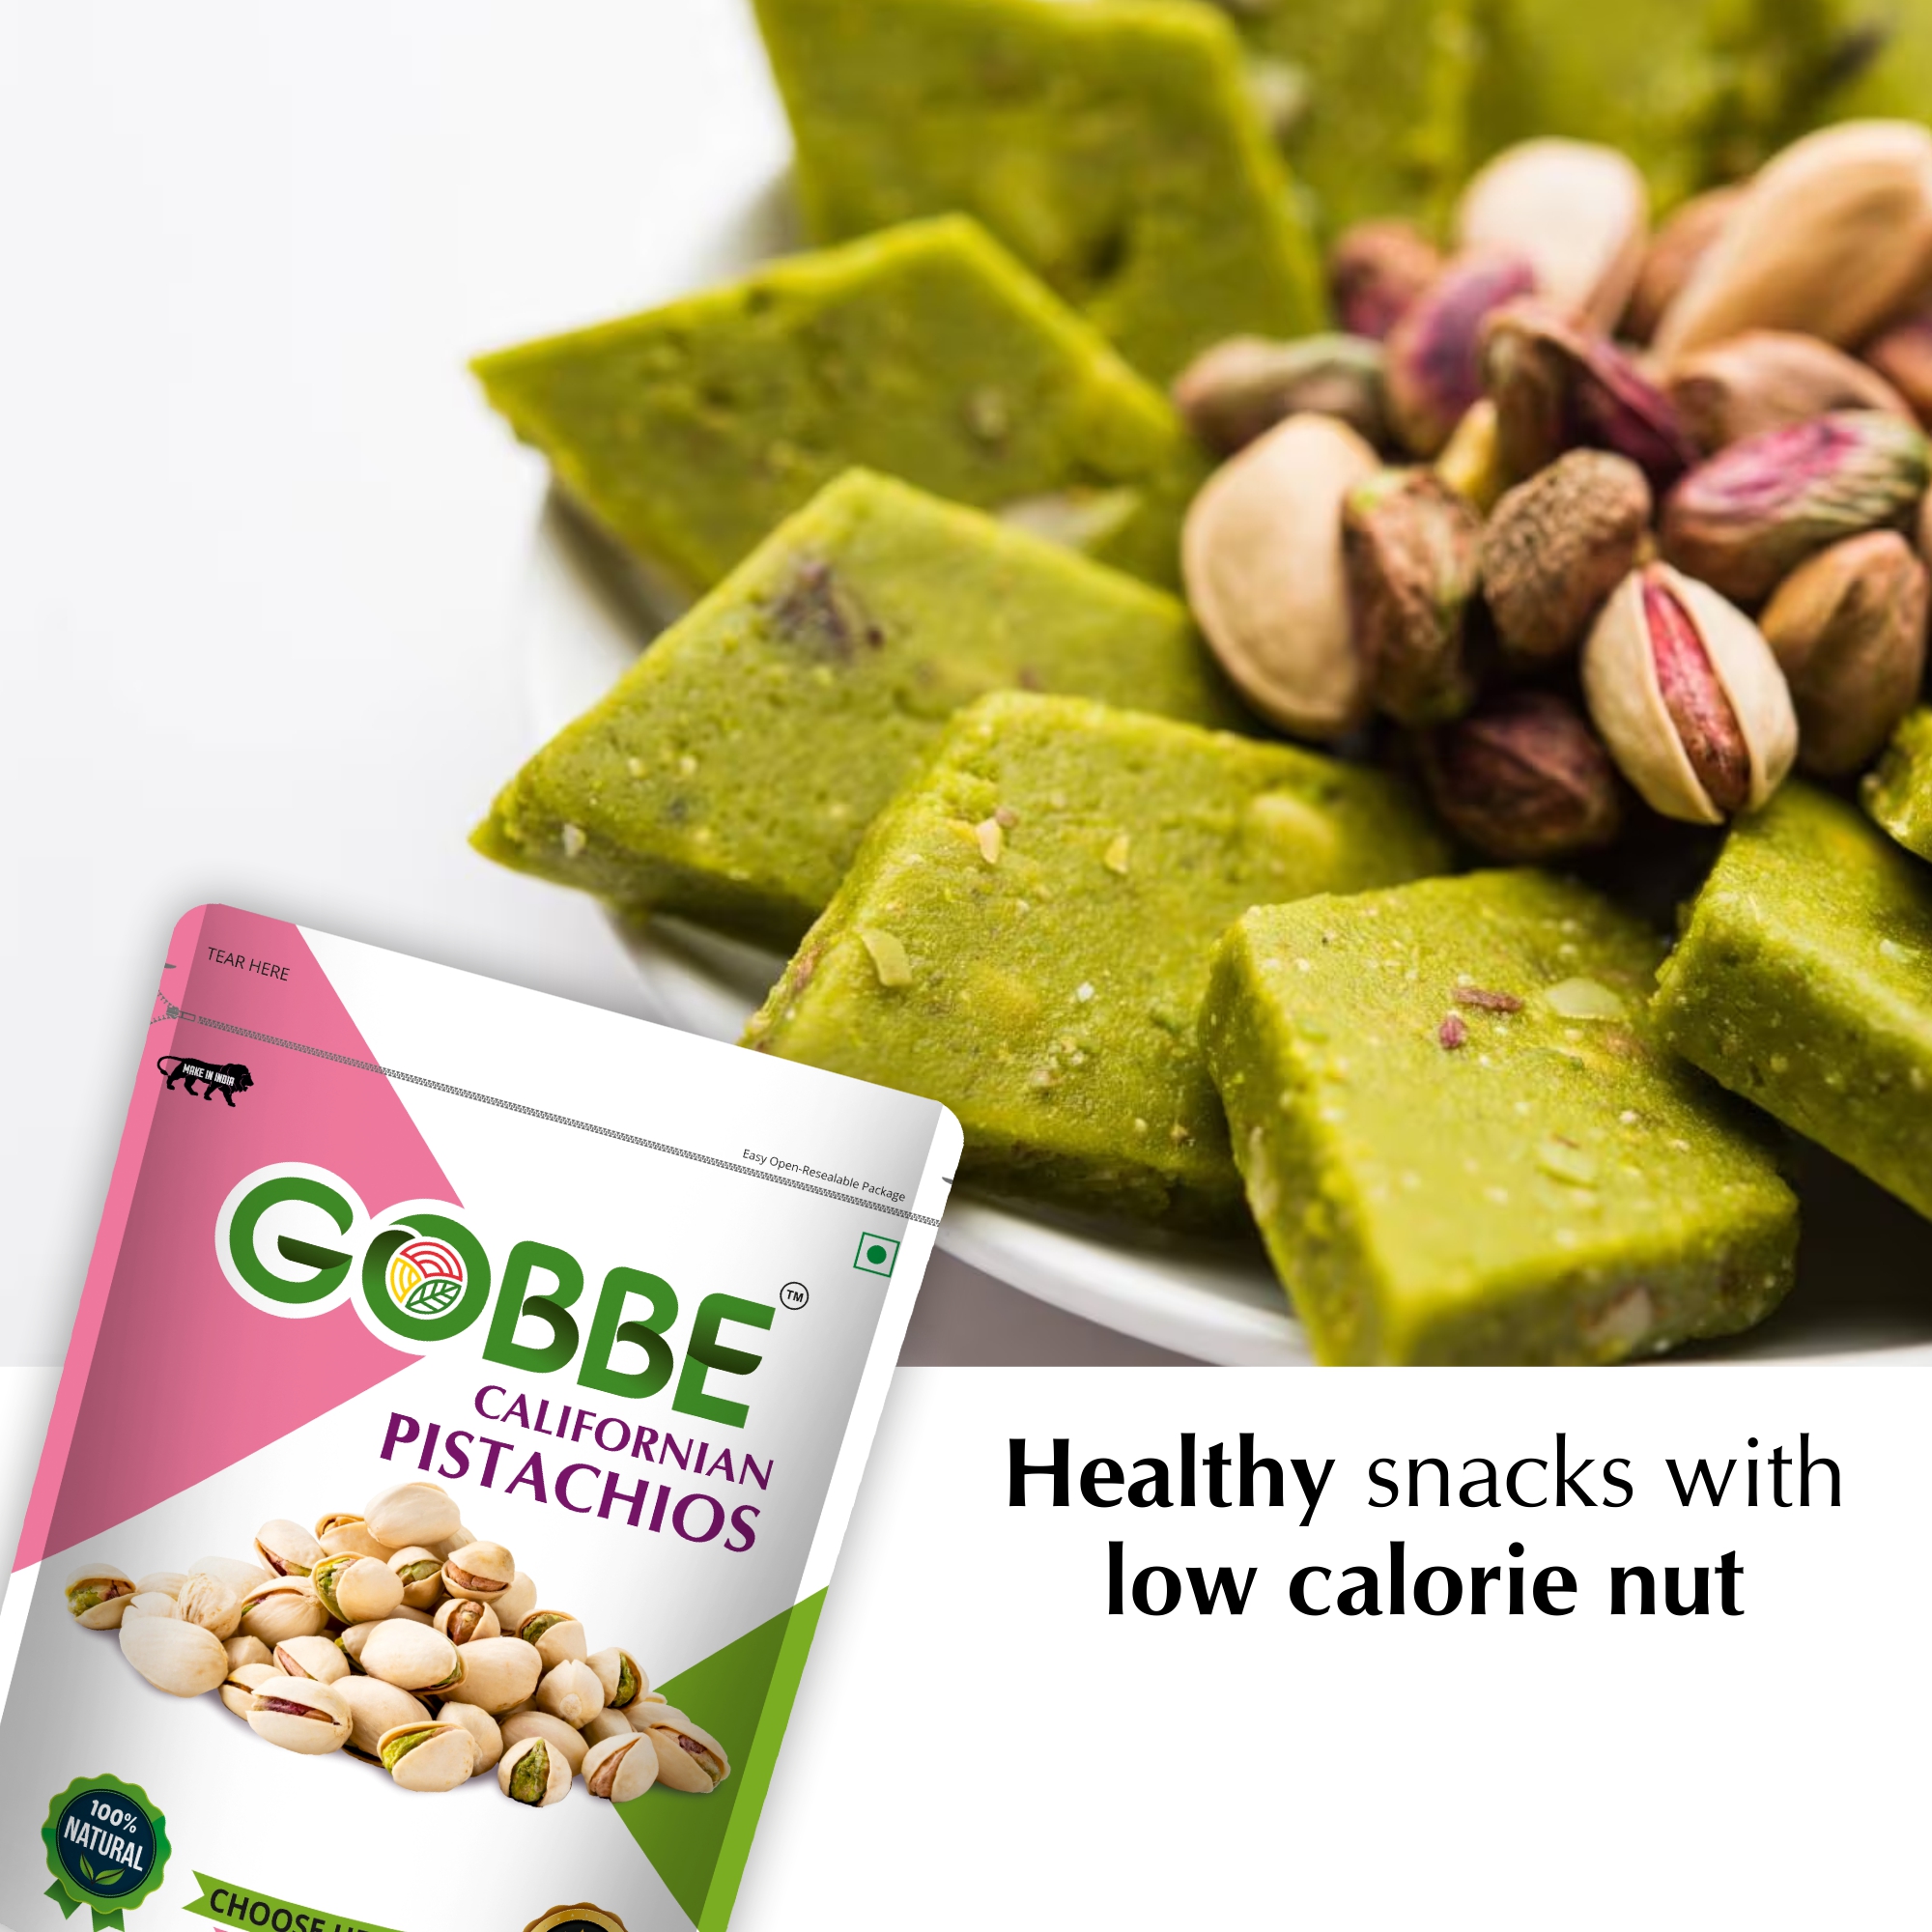 TEAR HERE
MAKE IN INDIA
Easy Open-Resealable Package
GOBBE
TM
CALIFORNIAN
PISTACHIOS
Healthy snacks with
low calorie nut
100%
NATURAL
CHOOSE